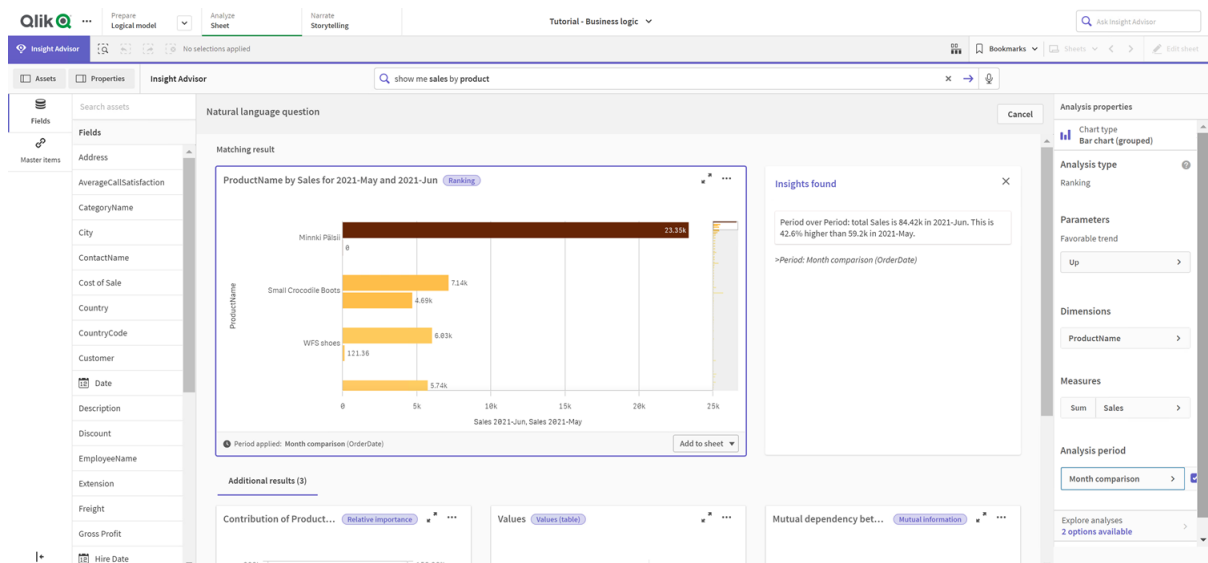 Qlik
Prepare
Logical model
Analyze
Sheet
Narrate
Storytelling
Tutorial - Business logic
Ask Insight Advisor
Insight Advisor
No selections applied
Bookmarks
Sheets
Edit sheet
Assets
Properties
Insight Advisor
show me sales by product
Fields
Master items
Search assets
Fields
Address
AverageCallSatisfaction
CategoryName
City
ContactName
Cost of Sale
Country
CountryCode
Customer
Date
Description
Discount
EmployeeName
Extension
Freight
Gross Profit
Hire Date
Natural language question
Cancel
Matching result
ProductName by Sales for 2021-May and 2021-Jun
Ranking
ProductName
Minnki Pälsii
23.35k
0
Small Crocodile Boots
7.14k
4.69k
WFS shoes
6.03k
121.36
5.74k
0 5k 10k 15k 20k 25k
Sales 2021-Jun, Sales 2021-May
Period applied: Month comparison (OrderDate)
Add to sheet
Insights found
Period over Period: total Sales is 84.42k in 2021-Jun. This is
42.6% higher than 59.2k in 2021-May.
>Period: Month comparison (OrderDate)
Additional results (3)
Contribution of Product...
Relative importance
Values
Values (table)
Mutual dependency bet...
Mutual information
Analysis properties
Chart type
Bar chart (grouped)
Analysis type
Ranking
Parameters
Favorable trend
Up
Dimensions
ProductName
Measures
Sum Sales
Analysis period
Month comparison
Explore analyses
2 options available